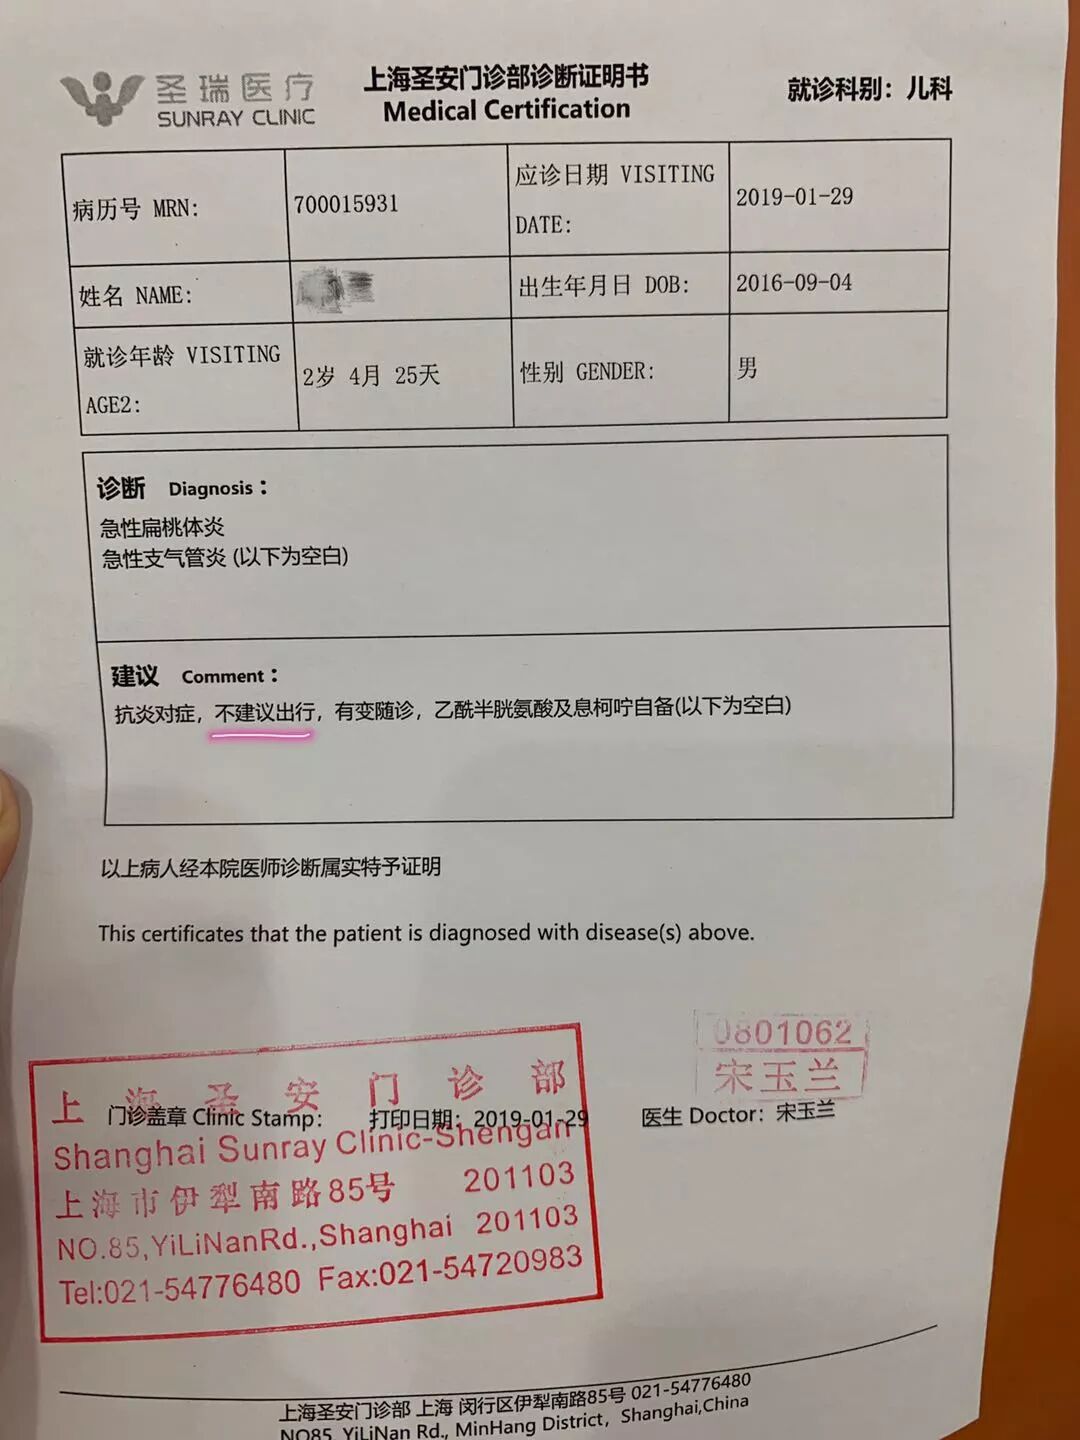 圣瑞医疗
SUNRAY CLINIC
上海圣安门诊部诊断证明书
Medical Certification
就诊科别：儿科
病历号 MRN:
700015931
应诊日期 VISITING
DATE:
2019-01-29
姓名 NAME:
出生年月日 DOB:
2016-09-04
就诊年龄 VISITING
AGE2:
2岁 4月 25天
性别 GENDER:
男
诊断 Diagnosis：
急性扁桃体炎
急性支气管炎 (以下为空白)
建议 Comment：
抗炎对症，不建议出行，有变随诊，乙酰半胱氨酸及息柯咛自备(以下为空白)
以上病人经本院医师诊断属实特予证明
This certificates that the patient is diagnosed with disease(s) above.
0801062
宋玉兰
上海圣安门诊部
门诊盖章 Clinic Stamp： 打印日期：2019-01-29 医生 Doctor：宋玉兰
Shanghai Sunray Clinic-Shengan
上海市伊犁南路85号 201103
NO.85,YiLiNanRd.,Shanghai 201103
Tel:021-54776480 Fax:021-54720983
上海圣安门诊部 上海 闵行区伊犁南路85号 021-54776480
NO85, YiLiNan Rd., MinHang District，Shanghai,China